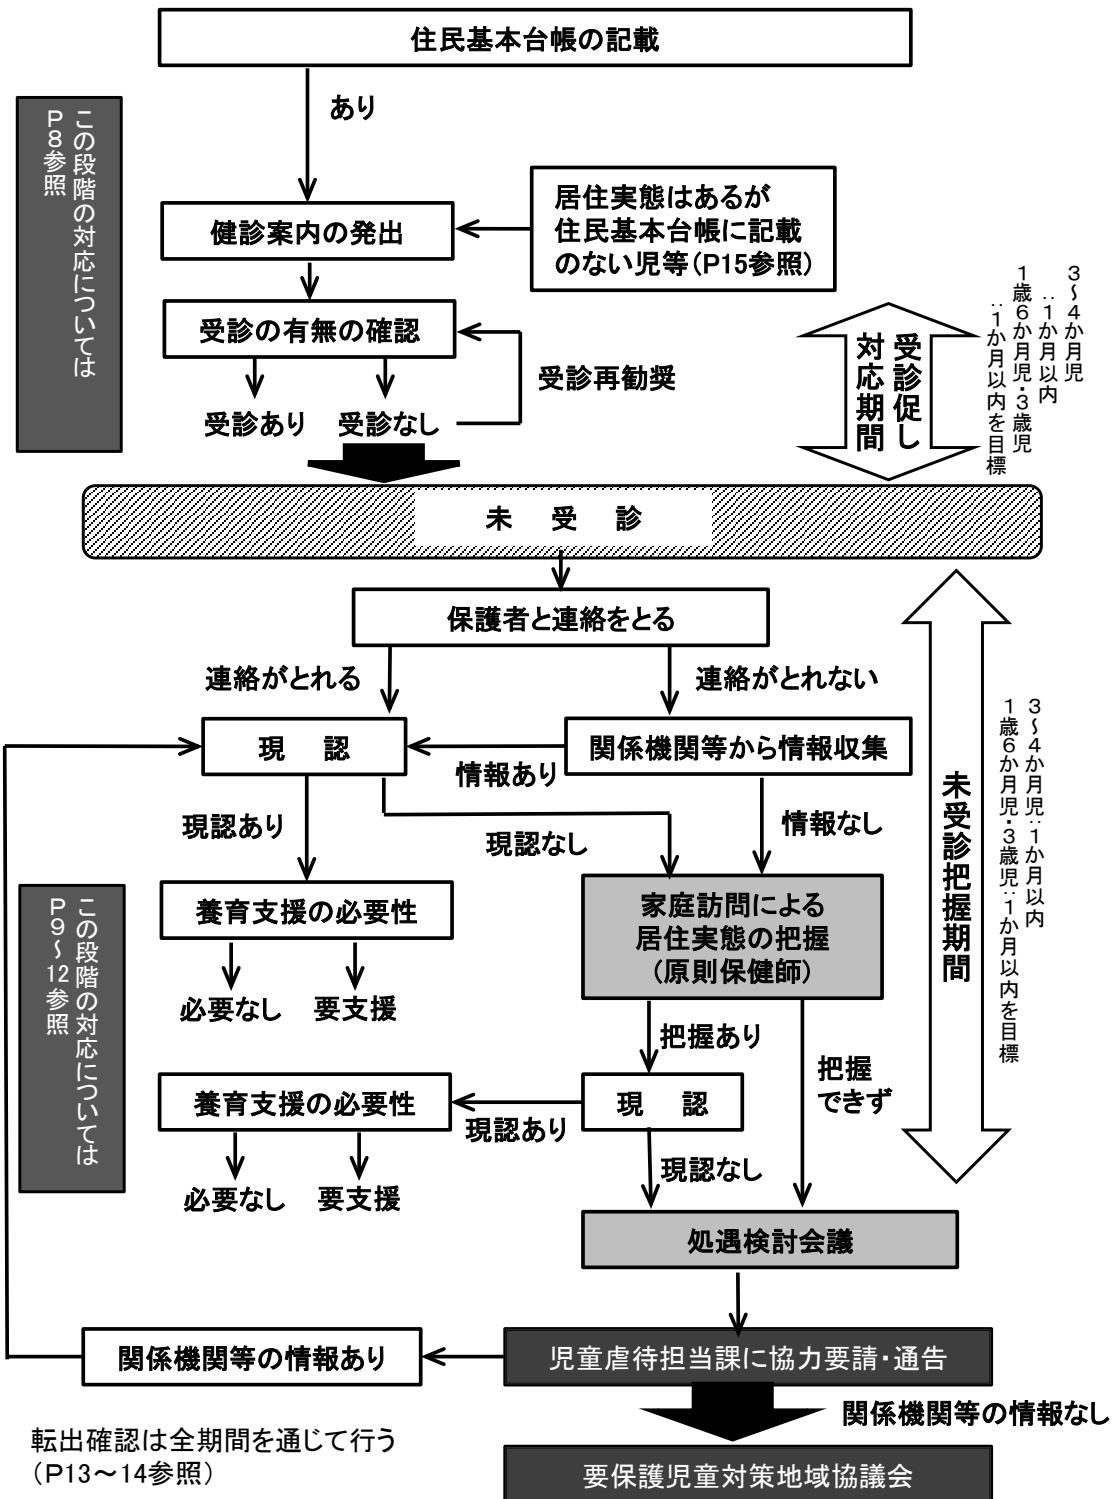 住民基本台帳の記載
あり
この段階の対応については
P8参照
健診案内の発出
居住実態はあるが
住民基本台帳に記載
のない児等(P15参照)
受診の有無の確認
受診再勧奨
受診あり
受診なし
受診促し
対応期間
3~4か月児
:1か月以内
1歳6か月児・3歳児
:1か月以内を目標
未 受 診
保護者と連絡をとる
連絡がとれる
連絡がとれない
現 認
関係機関等から情報収集
情報あり
現認あり
現認なし
情報なし
未受診把握期間
3~4か月児:1か月以内
1歳6か月児・3歳児:1か月以内を目標
この段階の対応については
P9~12参照
養育支援の必要性
必要なし
要支援
家庭訪問による
居住実態の把握
(原則保健師)
把握あり
把握
できず
現 認
現認あり
養育支援の必要性
必要なし
要支援
現認なし
処遇検討会議
児童虐待担当課に協力要請・通告
関係機関等の情報あり
関係機関等の情報なし
要保護児童対策地域協議会
転出確認は全期間を通じて行う
(P13~14参照)